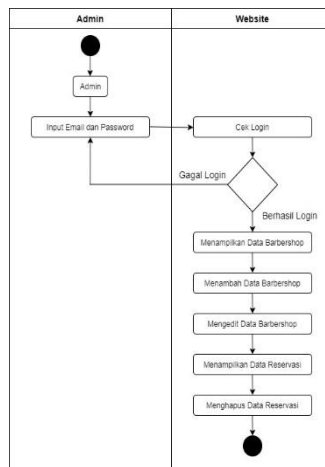 Admin
Website
Admin
Input Email dan Password
Cek Login
Gagal Login
Berhasil Login
Menampilkan Data Barbershop
Menambah Data Barbershop
Mengedit Data Barbershop
Menampilkan Data Reservasi
Menghapus Data Reservasi